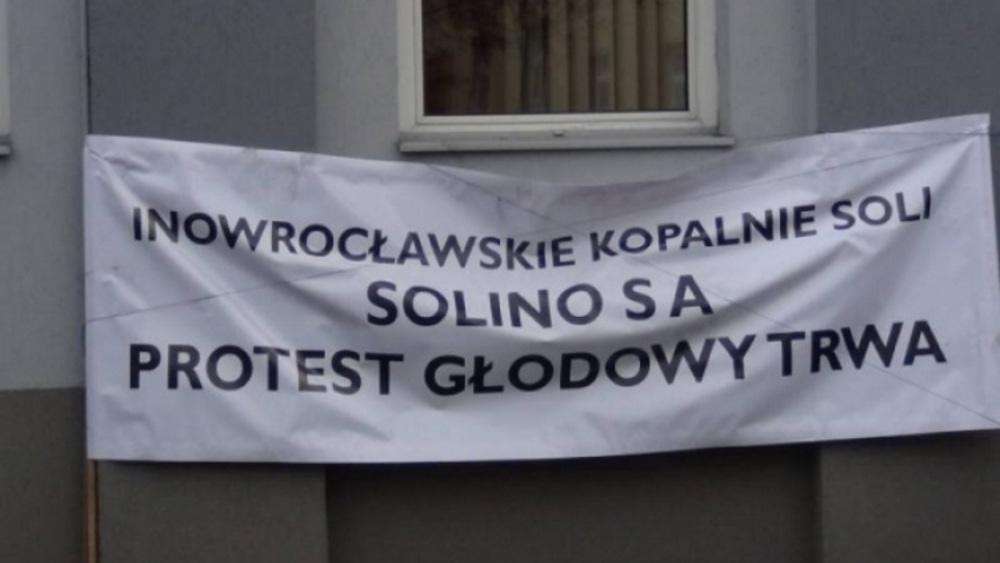 INOWROCŁAWSKIE KOPALNIE SOLI
SOLINO S A
PROTEST GŁODOWY TRWA